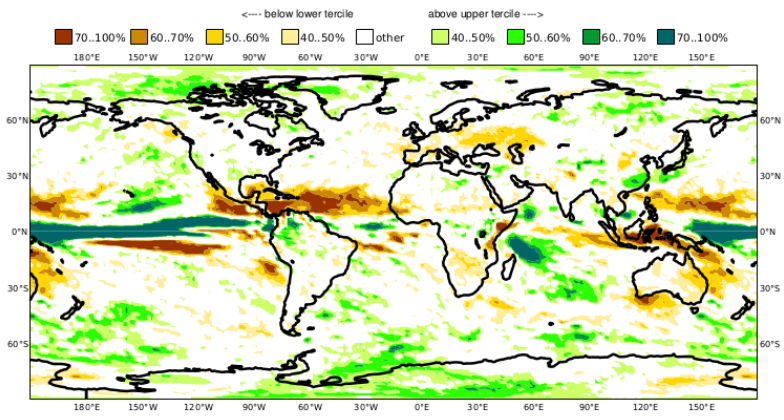 <---- below lower tercile above upper tercile ---->
70..100% 60..70% 50..60% 40..50% other 40..50% 50..60% 60..70% 70..100%
180°E 150°W 120°W 90°W 60°W 30°W 0°E 30°E 60°E 90°E 120°E 150°E
60°N 60°N
30°N 30°N
0°N 0°N
30°S 30°S
60°S 60°S
180°E 150°W 120°W 90°W 60°W 30°W 0°E 30°E 60°E 90°E 120°E 150°E